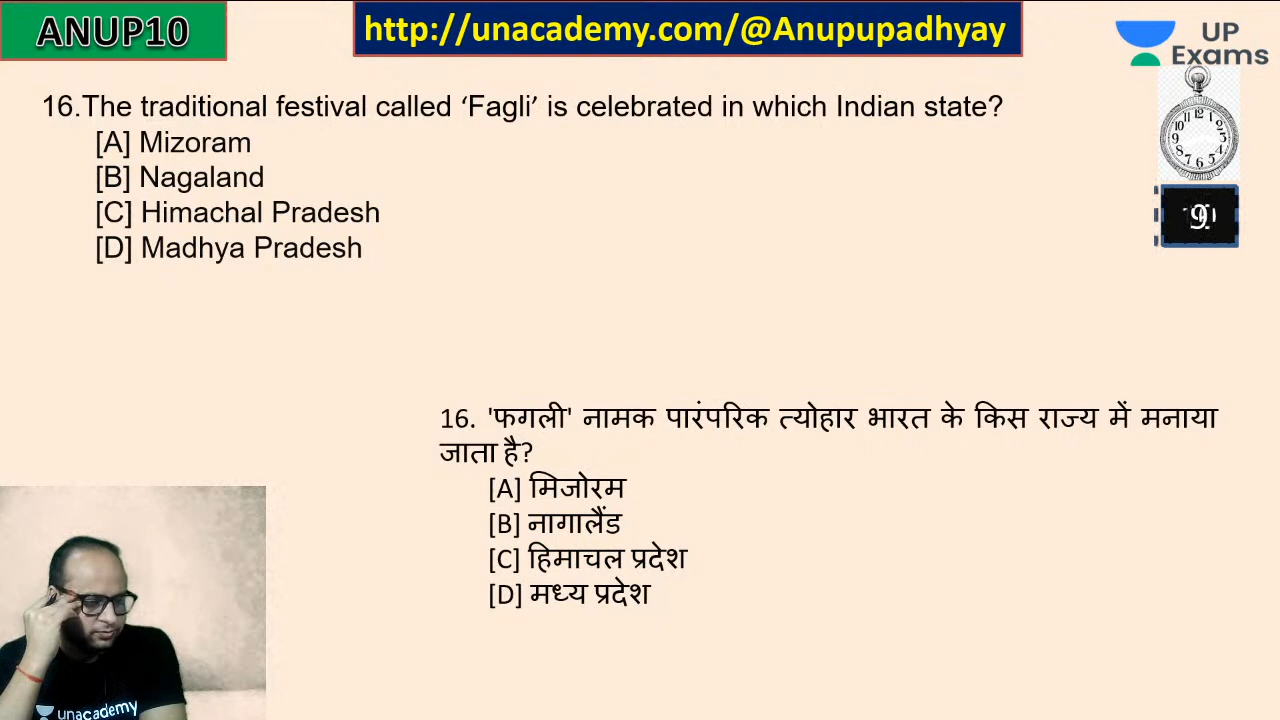 ANUP10
http://unacademy.com/@Anupupadhyay
UP
Exams
16.The traditional festival called ‘Fagli’ is celebrated in which Indian state?
[A] Mizoram
[B] Nagaland
[C] Himachal Pradesh
[D] Madhya Pradesh
16. 'फगली' नामक पारंपरिक त्योहार भारत के किस राज्य में मनाया
जाता है?
[A] मिजोरम
[B] नागालैंड
[C] हिमाचल प्रदेश
[D] मध्य प्रदेश
unacademy